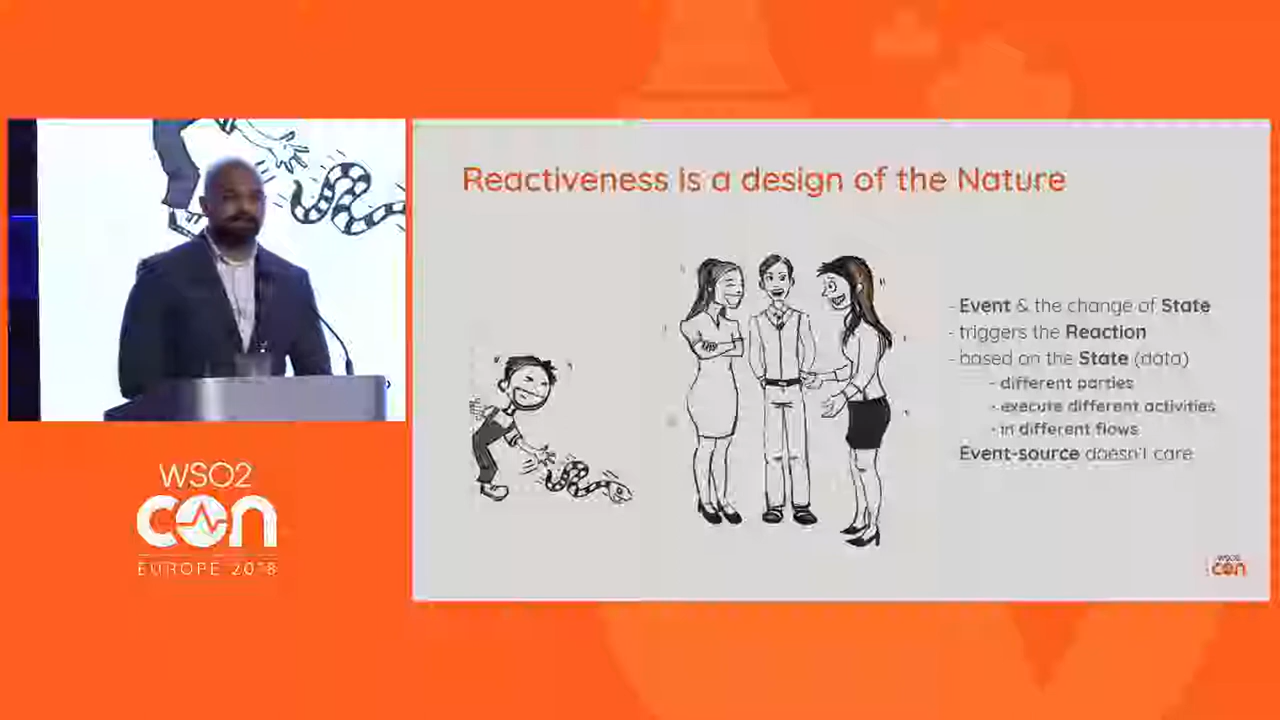 Reactiveness is a design of the Nature
- Event & the change of State
- triggers the Reaction
- based on the State (data)
- different parties
- execute different activities
- in different flows
Event-source doesn't care
WSO2
con
EUROPE 2018
WSO2
con